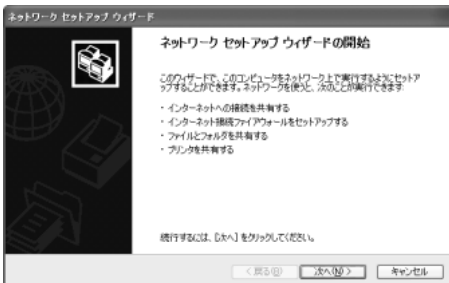 ネットワーク セットアップ ウィザード
ネットワーク セットアップ ウィザードの開始
このウィザードで、このコンピュータをネットワーク上で実行するようにセットア
ップすることができます。ネットワークを使うと、次のことが実行できます:
・インターネットへの接続を共有する
・インターネット接続ファイアウォールをセットアップする
・ファイルとフォルダを共有する
・プリンタを共有する
続行するには、[次へ] をクリックしてください。
< 戻る(B)
次へ(N) >
キャンセル